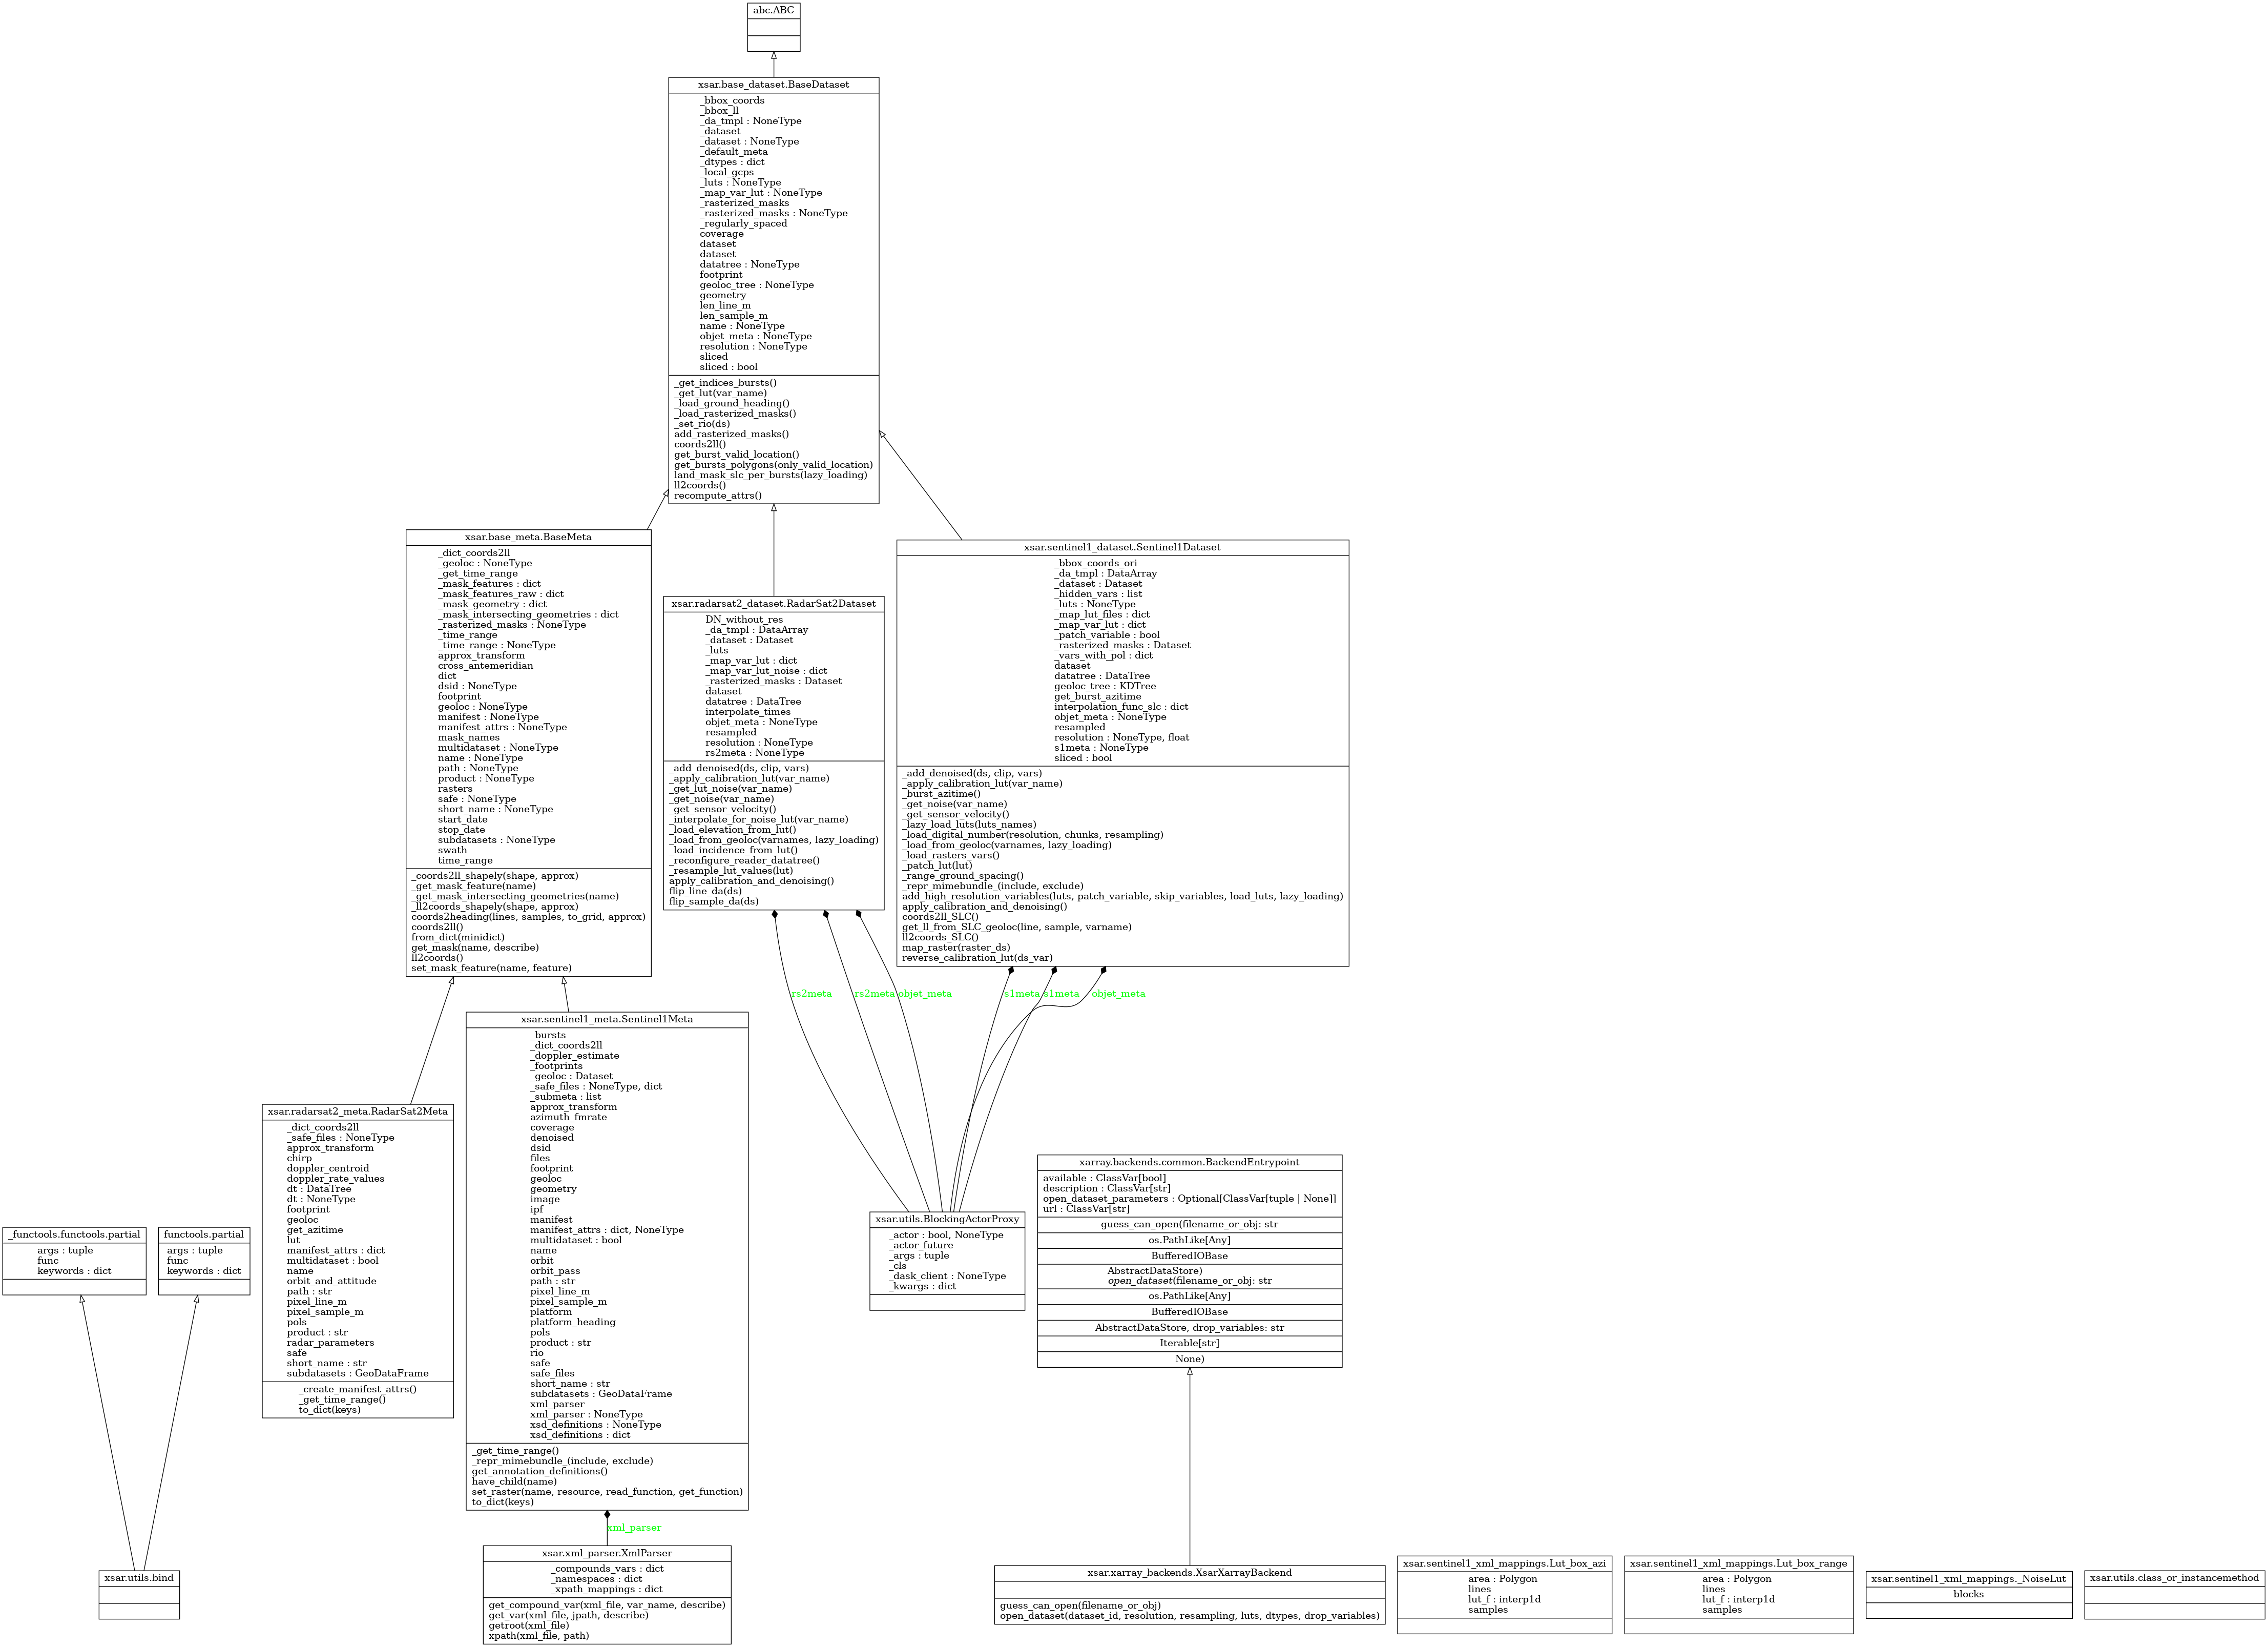 abc.ABC
xsar.base_dataset.BaseDataset
_bbox_coords
_bbox_ll
_da_tmpl : NoneType
_dataset
_dataset : NoneType
_default_meta
_dtypes : dict
_local_gcps
_luts : NoneType
_map_var_lut : NoneType
_rasterized_masks
_rasterized_masks : NoneType
_regularly_spaced
coverage
dataset
dataset
datatree : NoneType
footprint
geoloc_tree : NoneType
geometry
len_line_m
len_sample_m
name : NoneType
objet_meta : NoneType
resolution : NoneType
sliced
sliced : bool
_get_indices_bursts()
_get_lut(var_name)
_load_ground_heading()
_load_rasterized_masks()
_set_rio(ds)
add_rasterized_masks()
coords2ll()
get_burst_valid_location()
get_bursts_polygons(only_valid_location)
land_mask_slc_per_bursts(lazy_loading)
ll2coords()
recompute_attrs()
xsar.base_meta.BaseMeta
_dict_coords2ll
_geoloc : NoneType
_get_time_range
_mask_features : dict
_mask_features_raw : dict
_mask_geometry : dict
_mask_intersecting_geometries : dict
_rasterized_masks : NoneType
_time_range
_time_range : NoneType
approx_transform
cross_antemeridian
dict
dsid : NoneType
footprint
geoloc : NoneType
manifest : NoneType
manifest_attrs : NoneType
mask_names
multidataset : NoneType
name : NoneType
path : NoneType
product : NoneType
rasters
safe : NoneType
short_name : NoneType
start_date
stop_date
subdatasets : NoneType
swath
time_range
_coords2ll_shapely(shape, approx)
_get_mask_feature(name)
_get_mask_intersecting_geometries(name)
_ll2coords_shapely(shape, approx)
coords2heading(lines, samples, to_grid, approx)
coords2ll()
from_dict(minidict)
get_mask(name, describe)
ll2coords()
set_mask_feature(name, feature)
xsar.radarsat2_dataset.RadarSat2Dataset
DN_without_res
_da_tmpl : DataArray
_dataset : Dataset
_luts
_map_var_lut : dict
_map_var_lut_noise : dict
_rasterized_masks : Dataset
dataset
datatree : DataTree
interpolate_times
objet_meta : NoneType
resampled
resolution : NoneType
rs2meta : NoneType
_add_denoised(ds, clip, vars)
_apply_calibration_lut(var_name)
_get_lut_noise(var_name)
_get_noise(var_name)
_get_sensor_velocity()
_interpolate_for_noise_lut(var_name)
_load_elevation_from_lut()
_load_from_geoloc(varnames, lazy_loading)
_load_incidence_from_lut()
_reconfigure_reader_datatree()
_resample_lut_values(lut)
apply_calibration_and_denoising()
flip_line_da(ds)
flip_sample_da(ds)
xsar.sentinel1_dataset.Sentinel1Dataset
_bbox_coords_ori
_da_tmpl : DataArray
_dataset : Dataset
_hidden_vars : list
_luts : NoneType
_map_lut_files : dict
_map_var_lut : dict
_patch_variable : bool
_rasterized_masks : Dataset
_vars_with_pol : dict
dataset
datatree : DataTree
geoloc_tree : KDTree
get_burst_azitime
interpolation_func_slc : dict
objet_meta : NoneType
resampled
resolution : NoneType, float
s1meta : NoneType
sliced : bool
_add_denoised(ds, clip, vars)
_apply_calibration_lut(var_name)
_burst_azitime()
_get_noise(var_name)
_get_sensor_velocity()
_lazy_load_luts(luts_names)
_load_digital_number(resolution, chunks, resampling)
_load_from_geoloc(varnames, lazy_loading)
_load_rasters_vars()
_patch_lut(lut)
_range_ground_spacing()
_repr_mimebundle_(include, exclude)
add_high_resolution_variables(luts, patch_variable, skip_variables, load_luts, lazy_loading)
apply_calibration_and_denoising()
coords2ll_SLC()
get_ll_from_SLC_geoloc(line, sample, varname)
ll2coords_SLC()
map_raster(raster_ds)
reverse_calibration_lut(ds_var)
rs2meta
rs2meta
objet_meta
s1meta
s1meta
objet_meta
xsar.radarsat2_meta.RadarSat2Meta
_dict_coords2ll
_safe_files : NoneType
approx_transform
chirp
doppler_centroid
doppler_rate_values
dt : DataTree
dt : NoneType
footprint
geoloc
get_azitime
lut
manifest_attrs : dict
multidataset : bool
name
orbit_and_attitude
path : str
pixel_line_m
pixel_sample_m
pols
product : str
radar_parameters
safe
short_name : str
subdatasets : GeoDataFrame
_create_manifest_attrs()
_get_time_range()
to_dict(keys)
xsar.sentinel1_meta.Sentinel1Meta
_bursts
_dict_coords2ll
_doppler_estimate
_footprints
_geoloc : Dataset
_safe_files : NoneType, dict
_submeta : list
approx_transform
azimuth_fmrate
coverage
denoised
dsid
files
footprint
geoloc
geometry
image
ipf
manifest
manifest_attrs : dict, NoneType
multidataset : bool
name
orbit
orbit_pass
path : str
pixel_line_m
pixel_sample_m
platform
platform_heading
pols
product : str
rio
safe
safe_files
short_name : str
subdatasets : GeoDataFrame
xml_parser
xml_parser : NoneType
xsd_definitions : NoneType
xsd_definitions : dict
_get_time_range()
_repr_mimebundle_(include, exclude)
get_annotation_definitions()
have_child(name)
set_raster(name, resource, read_function, get_function)
to_dict(keys)
_functools.functools.partial
args : tuple
func
keywords : dict
functools.partial
args : tuple
func
keywords : dict
xsar.utils.BlockingActorProxy
_actor : bool, NoneType
_actor_future
_args : tuple
_cls
_dask_client : NoneType
_kwargs : dict
xarray.backends.common.BackendEntrypoint
available : ClassVar[bool]
description : ClassVar[str]
open_dataset_parameters : Optional[ClassVar[tuple | None]]
url : ClassVar[str]
guess_can_open(filename_or_obj: str
os.PathLike[Any]
BufferedIOBase
AbstractDataStore)
open_dataset(filename_or_obj: str
os.PathLike[Any]
BufferedIOBase
AbstractDataStore, drop_variables: str
Iterable[str]
None)
xml_parser
xsar.utils.bind
xsar.xml_parser.XmlParser
_compounds_vars : dict
_namespaces : dict
_xpath_mappings : dict
get_compound_var(xml_file, var_name, describe)
get_var(xml_file, jpath, describe)
getroot(xml_file)
xpath(xml_file, path)
xsar.xarray_backends.XsarXarrayBackend
guess_can_open(filename_or_obj)
open_dataset(dataset_id, resolution, resampling, luts, dtypes, drop_variables)
xsar.sentinel1_xml_mappings.Lut_box_azi
area : Polygon
lines
lut_f : interp1d
samples
xsar.sentinel1_xml_mappings.Lut_box_range
area : Polygon
lines
lut_f : interp1d
samples
xsar.sentinel1_xml_mappings._NoiseLut
blocks
xsar.utils.class_or_instancemethod